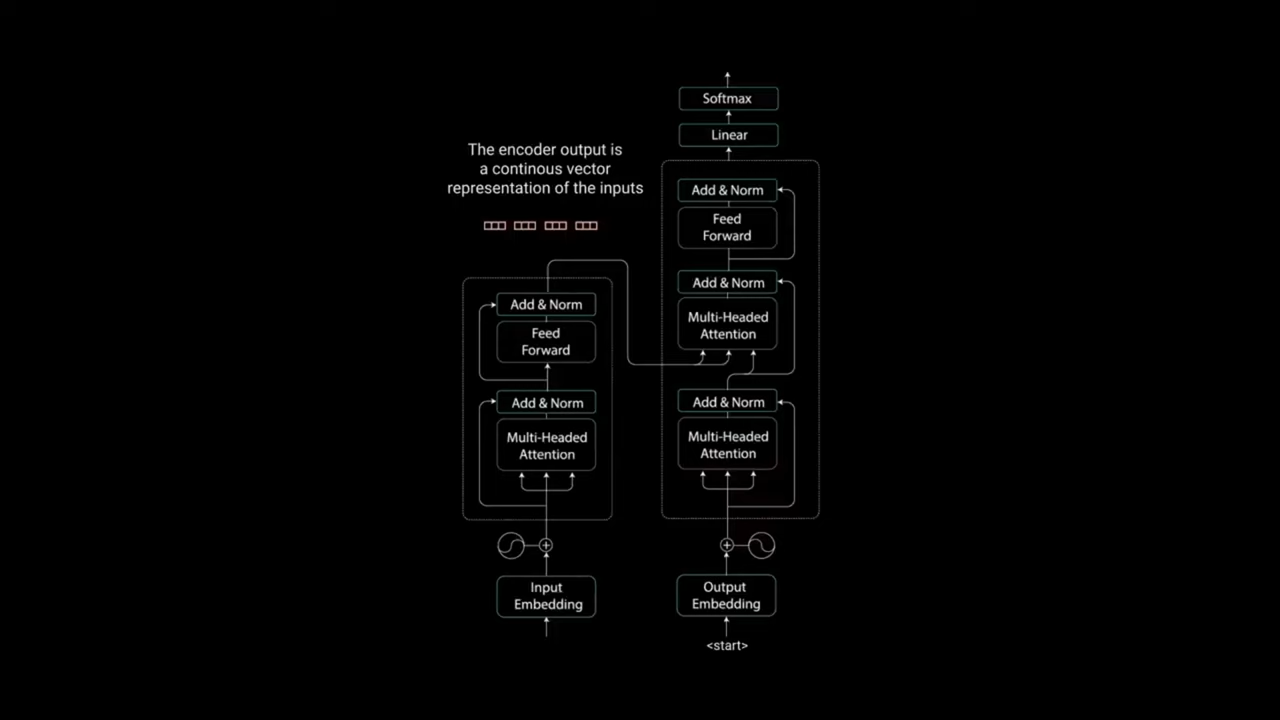 The encoder output is
a continous vector
representation of the inputs
Add & Norm
Feed
Forward
Add & Norm
Multi-Headed
Attention
Input
Embedding
Softmax
Linear
Add & Norm
Feed
Forward
Add & Norm
Multi-Headed
Attention
Add & Norm
Multi-Headed
Attention
Output
Embedding
<start>